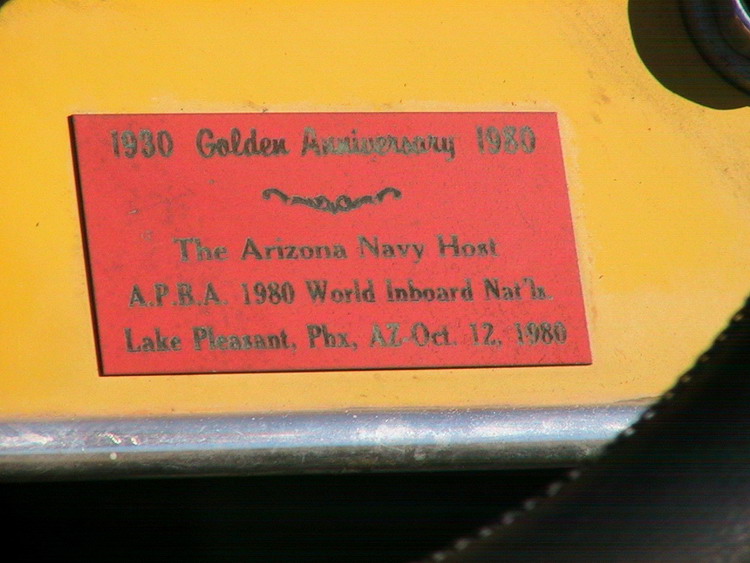 1930 Golden Anniversary 1980
The Arizona Navy Host
A.P.B.A. 1980 World Inboard Nat'ls.
Lake Pleasant, Phx, AZ-Oct. 12, 1980